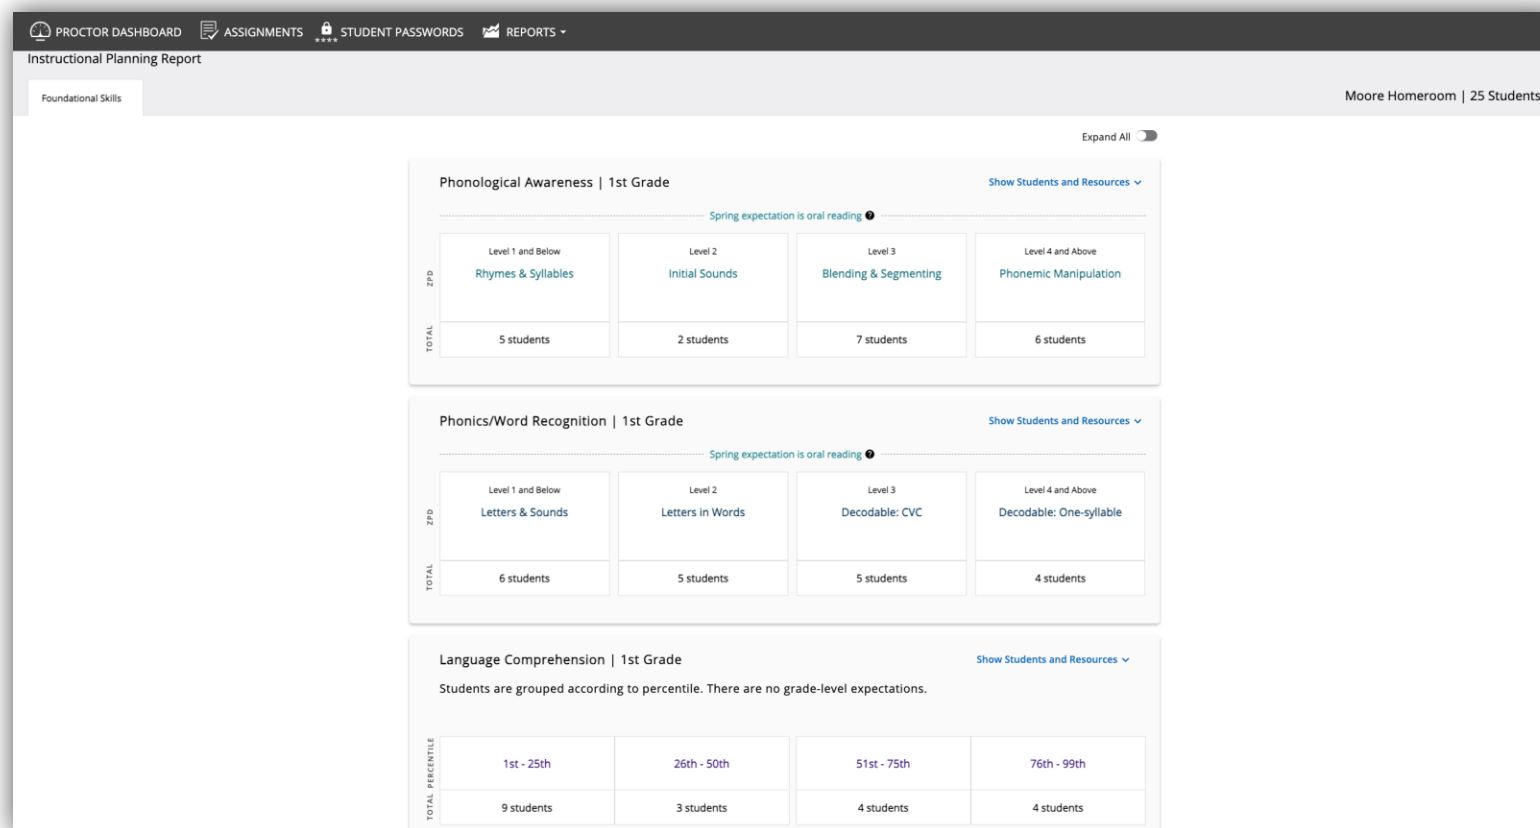 PROCTOR DASHBOARD ASSIGNMENTS **** STUDENT PASSWORDS REPORTS
Instructional Planning Report
Foundational Skills
Moore Homeroom | 25 Students
Expand All
Phonological Awareness | 1st Grade Show Students and Resources
Spring expectation is oral reading ?
ZPD
Level 1 and Below Level 2 Level 3 Level 4 and Above
Rhymes & Syllables Initial Sounds Blending & Segmenting Phonemic Manipulation
TOTAL
5 students 2 students 7 students 6 students
Phonics/Word Recognition | 1st Grade Show Students and Resources
Spring expectation is oral reading ?
ZPD
Level 1 and Below Level 2 Level 3 Level 4 and Above
Letters & Sounds Letters in Words Decodable: CVC Decodable: One-syllable
TOTAL
6 students 5 students 5 students 4 students
Language Comprehension | 1st Grade Show Students and Resources
Students are grouped according to percentile. There are no grade-level expectations.
PERCENTILE
1st - 25th 26th - 50th 51st - 75th 76th - 99th
TOTAL
9 students 3 students 4 students 4 students